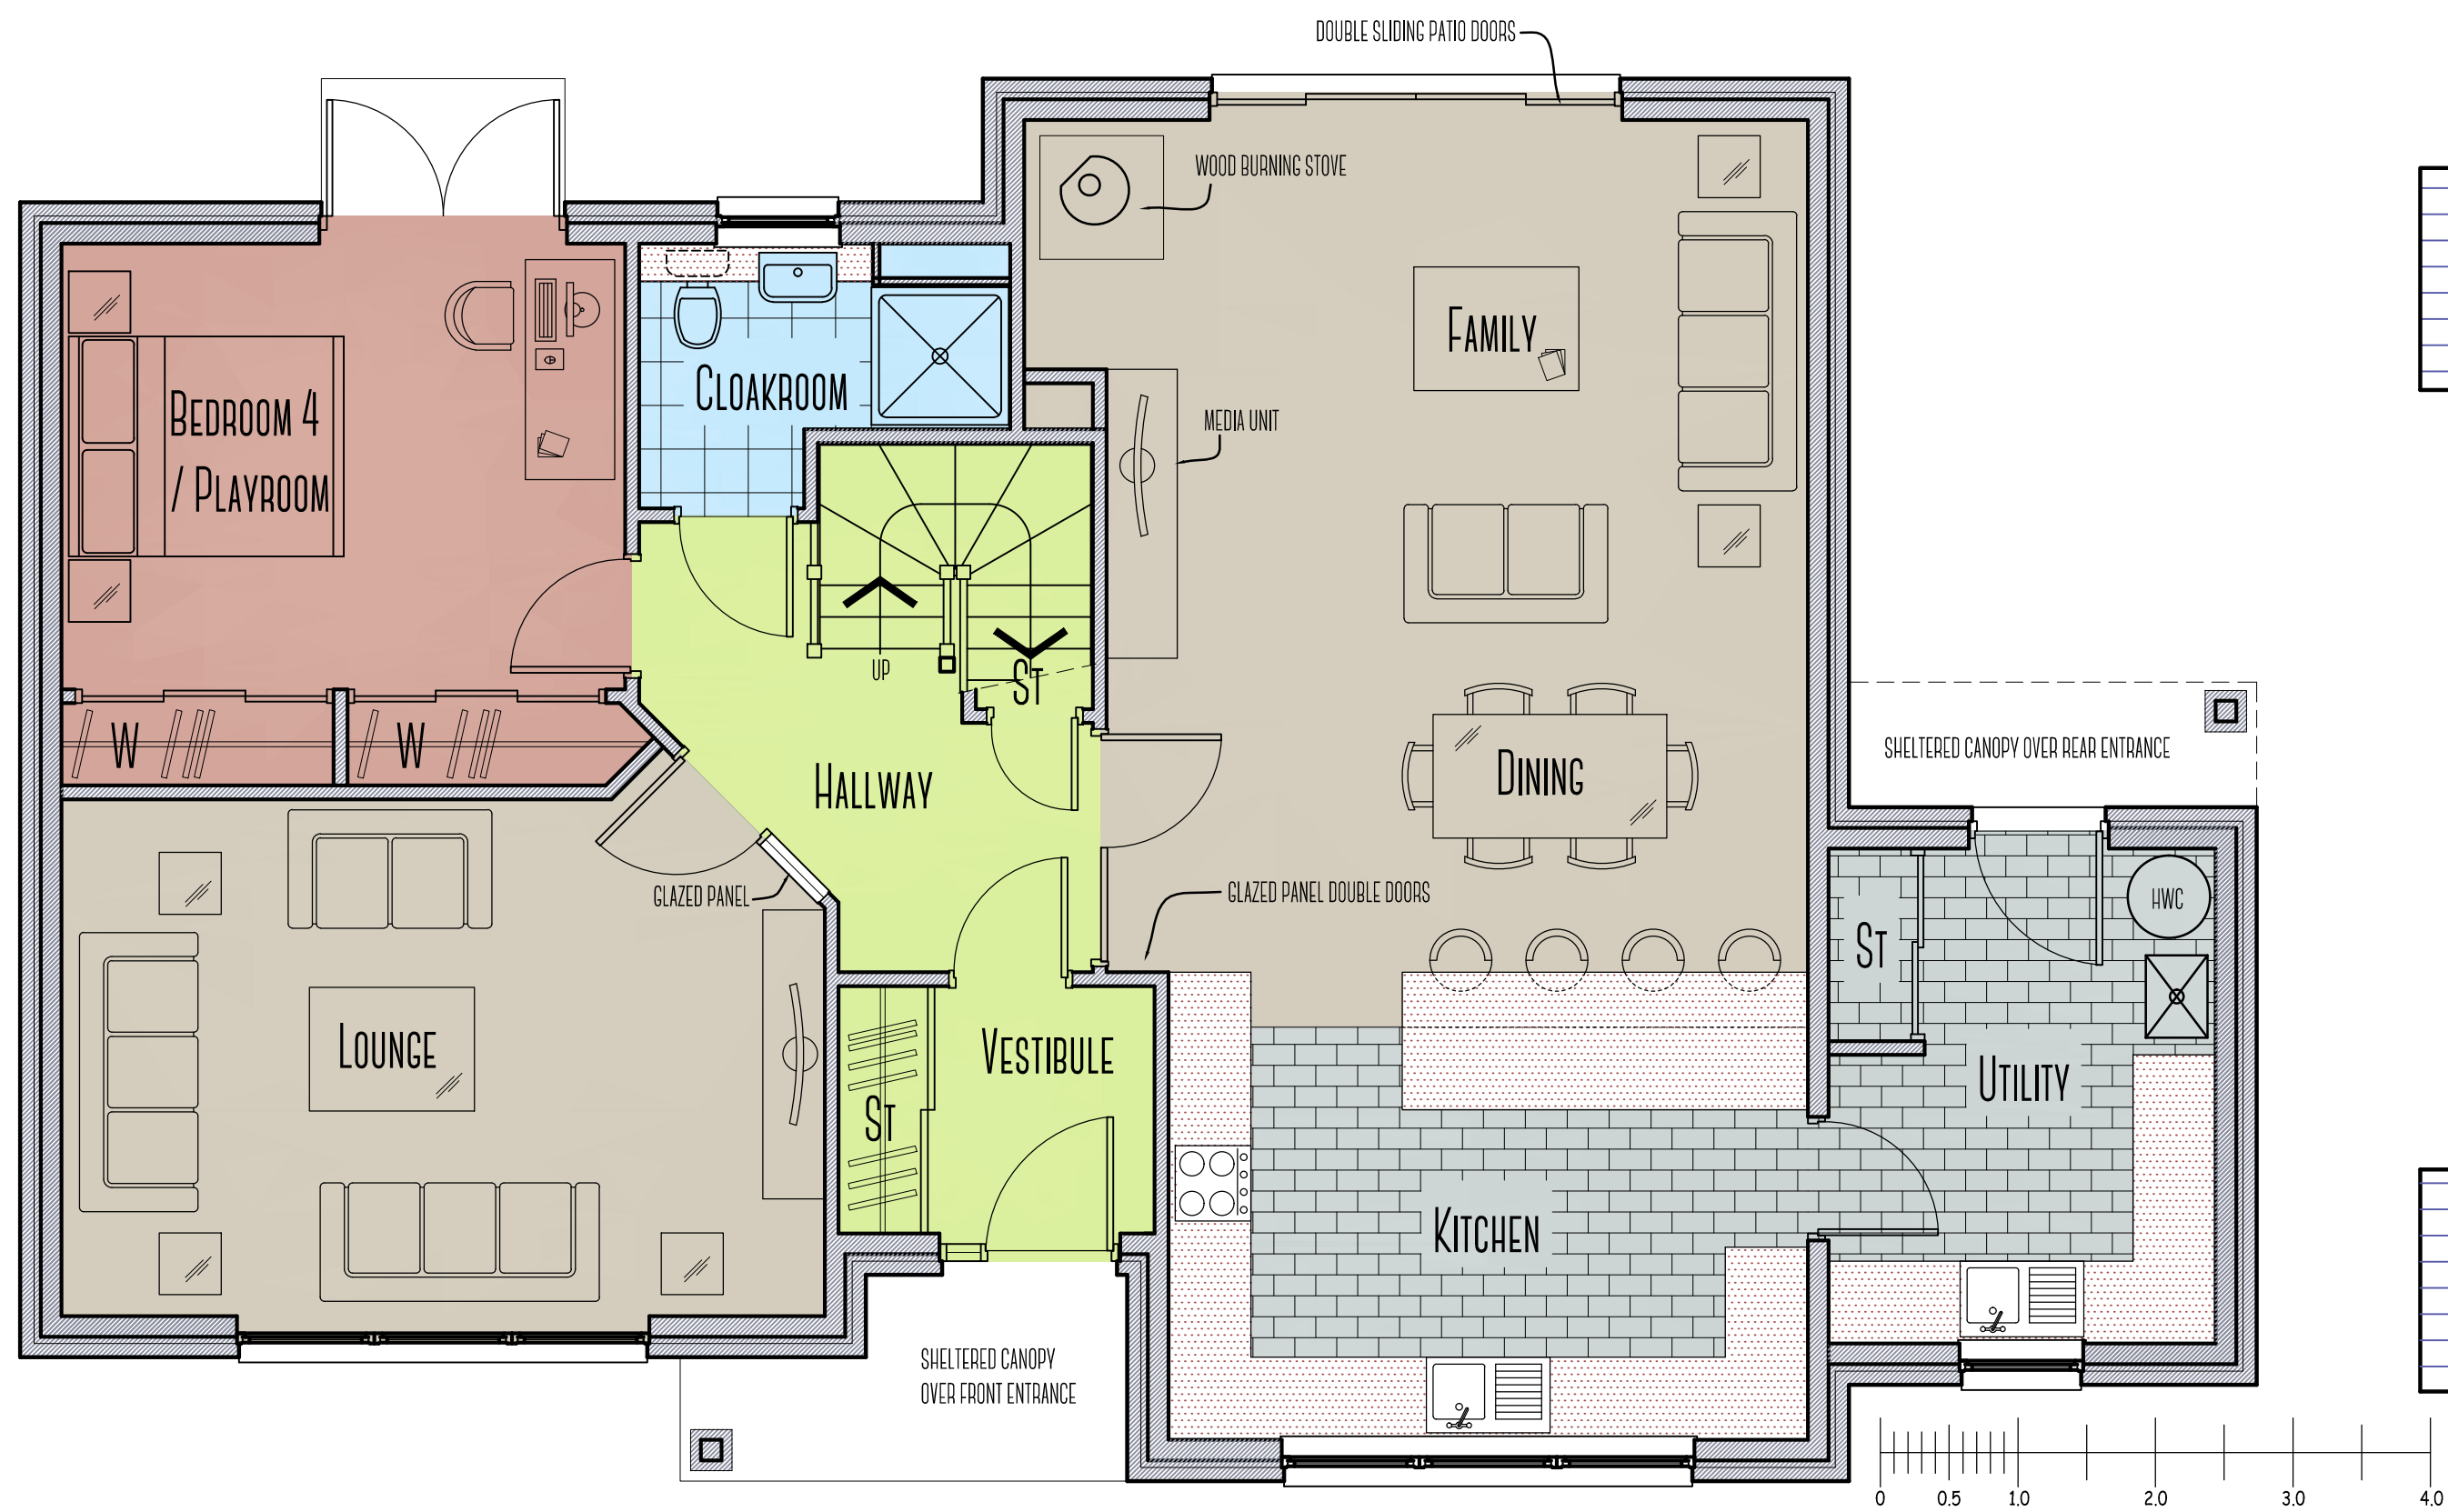 DOUBLE SLIDING PATIO DOORS
WOOD BURNING STOVE
FAMILY
BEDROOM 4
/ PLAYROOM
CLOAKROOM
MEDIA UNIT
UP
ST
W
W
HALLWAY
DINING
SHELTERED CANOPY OVER REAR ENTRANCE
GLAZED PANEL
GLAZED PANEL DOUBLE DOORS
HWC
ST
LOUNGE
VESTIBULE
ST
UTILITY
KITCHEN
SHELTERED CANOPY
OVER FRONT ENTRANCE
0 0.5 1.0 2.0 3.0 4.0